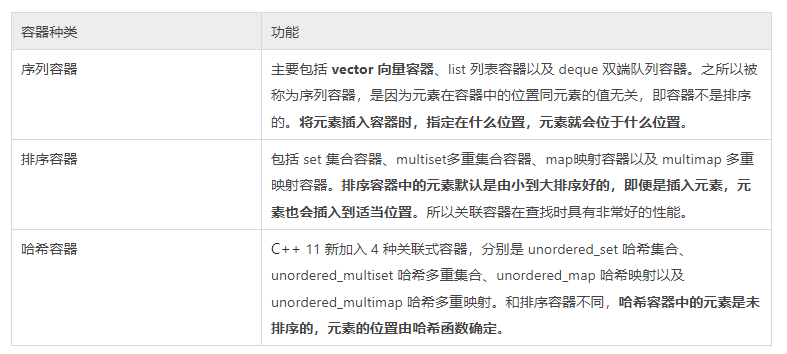 容器种类
功能
序列容器
主要包括 vector 向量容器、list 列表容器以及 deque 双端队列容器。之所以被
称为序列容器，是因为元素在容器中的位置同元素的值无关，即容器不是排序
的。将元素插入容器时，指定在什么位置，元素就会位于什么位置。
排序容器
包括 set 集合容器、multiset多重集合容器、map映射容器以及 multimap 多重
映射容器。排序容器中的元素默认是由小到大排序好的，即便是插入元素，元
素也会插入到适当位置。所以关联容器在查找时具有非常好的性能。
哈希容器
C++ 11 新加入 4 种关联式容器，分别是 unordered_set 哈希集合、
unordered_multiset 哈希多重集合、unordered_map 哈希映射以及
unordered_multimap 哈希多重映射。和排序容器不同，哈希容器中的元素是未
排序的，元素的位置由哈希函数确定。